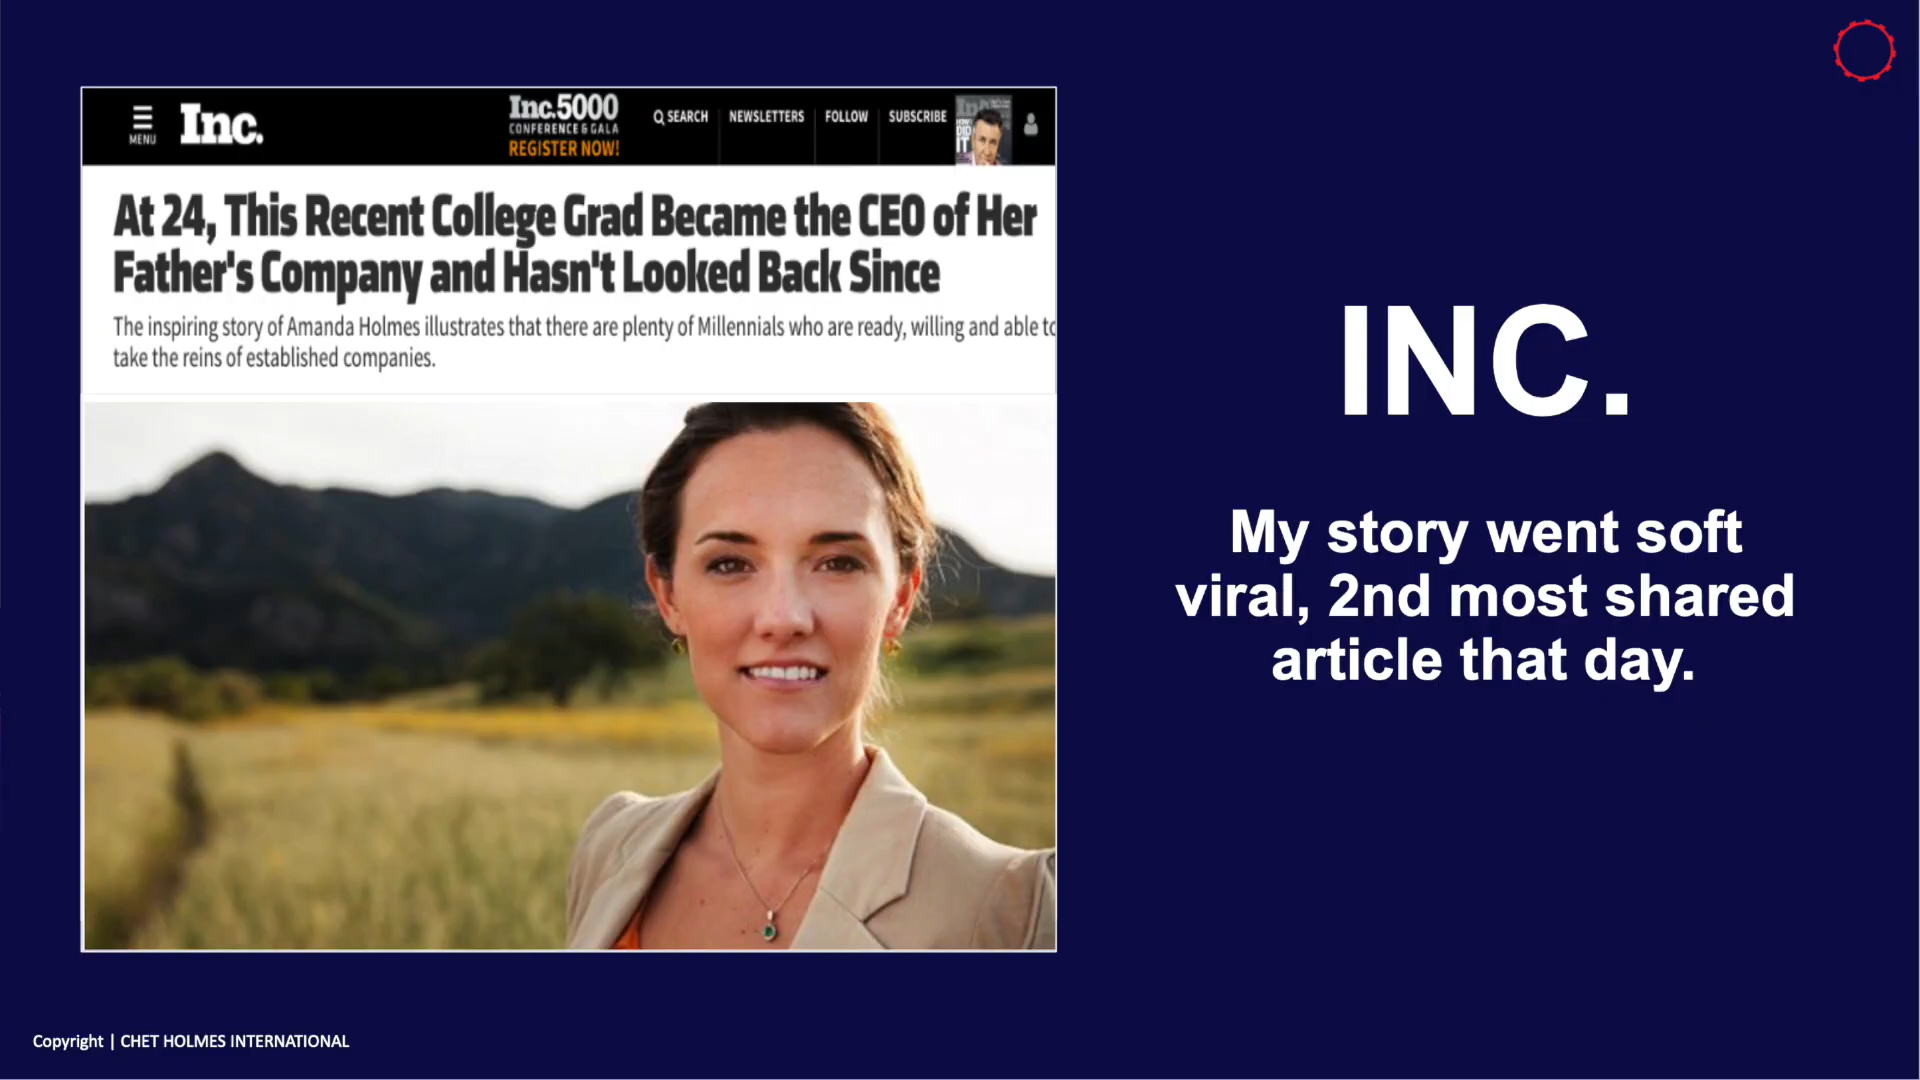 MENU
Inc.
Inc.5000
CONFERENCE & GALA
REGISTER NOW!
SEARCH
NEWSLETTERS
FOLLOW
SUBSCRIBE
At 24, This Recent College Grad Became the CEO of Her
Father's Company and Hasn't Looked Back Since
The inspiring story of Amanda Holmes illustrates that there are plenty of Millennials who are ready, willing and able to
take the reins of established companies.
INC.
My story went soft
viral, 2nd most shared
article that day.
Copyright | CHET HOLMES INTERNATIONAL